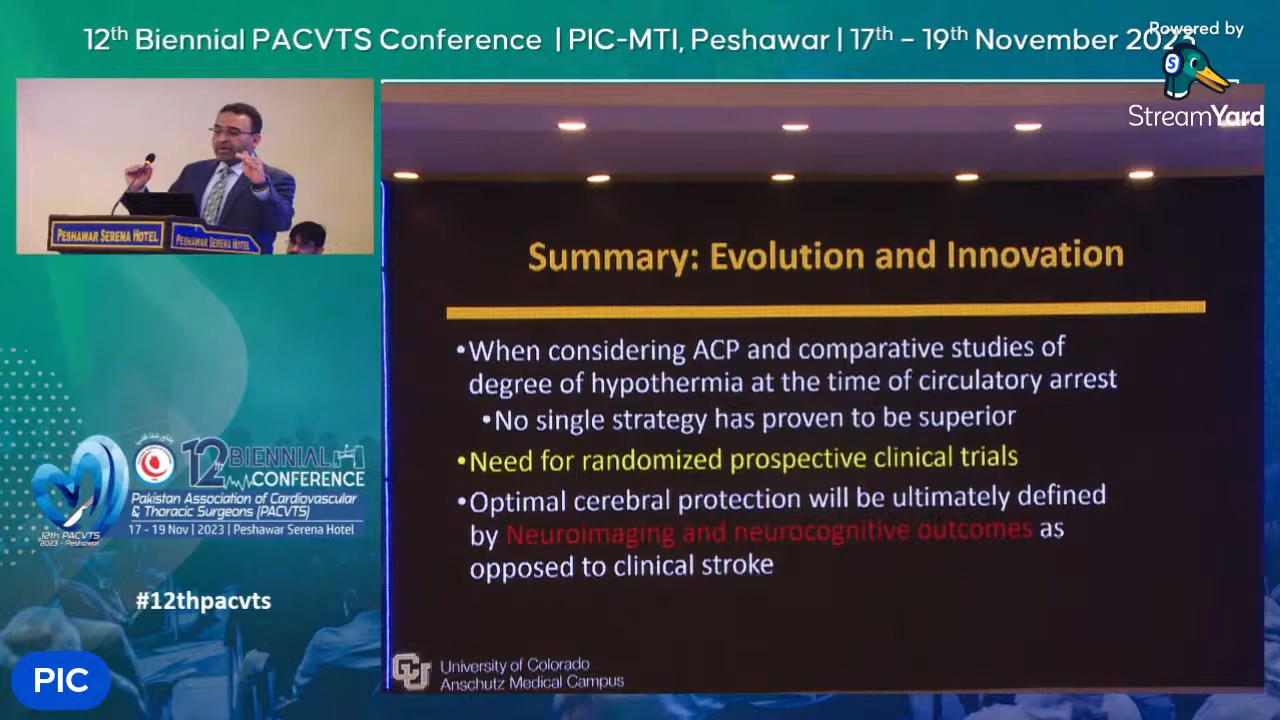 12th Biennial PACVTS Conference | PIC-MTI, Peshawar | 17th – 19th November 2023
Powered by
StreamYard
PESHAWAR SERENA HOTEL
PESHAWAR SERENA HOTEL
Summary: Evolution and Innovation
•When considering ACP and comparative studies of
degree of hypothermia at the time of circulatory arrest
•No single strategy has proven to be superior
•Need for randomized prospective clinical trials
•Optimal cerebral protection will be ultimately defined
by Neuroimaging and neurocognitive outcomes as
opposed to clinical stroke
University of Colorado
Anschutz Medical Campus
12th BIENNIAL
CONFERENCE
Pakistan Association of Cardiovascular
& Thoracic Surgeons (PACVTS)
17 - 19 Nov | 2023 | Peshawar Serena Hotel
12th PACVTS
2023 - Peshawar
#12thpacvts
PIC